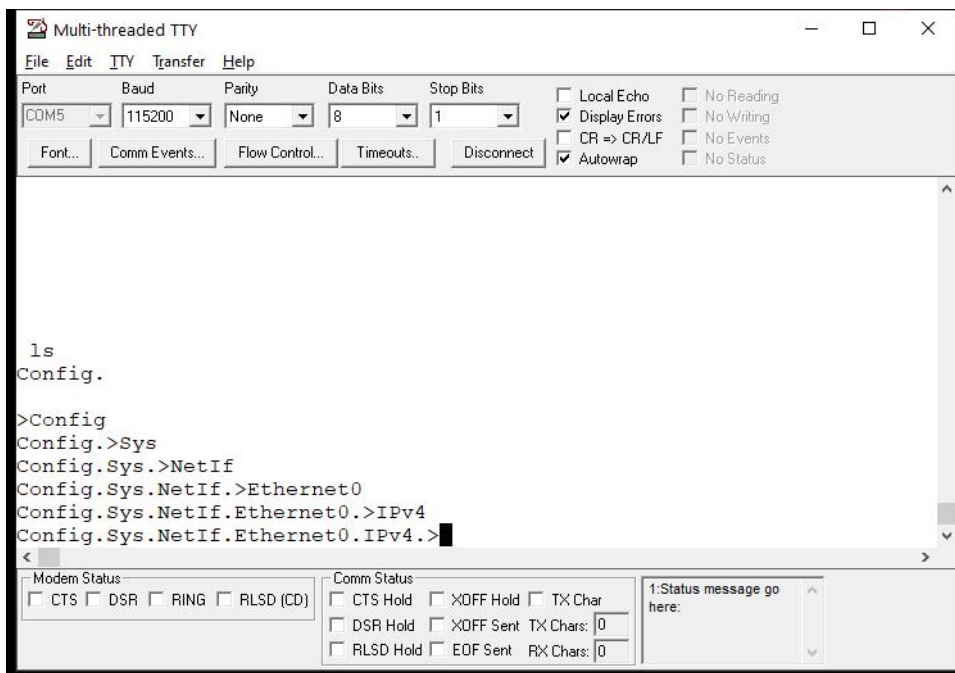 Multi-threaded TTY
File Edit TTY Transfer Help
Port Baud Parity Data Bits Stop Bits
COM5 115200 None 8 1
Font... Comm Events... Flow Control... Timeouts.. Disconnect
Local Echo No Reading
Display Errors No Writing
CR => CR/LF No Events
Autowrap No Status
ls
Config.
>Config
Config.>Sys
Config.Sys.>NetIf
Config.Sys.NetIf.>Ethernet0
Config.Sys.NetIf.Ethernet0.>IPv4
Config.Sys.NetIf.Ethernet0.IPv4.>
Modem Status
CTS DSR RING RLSD (CD)
Comm Status
CTS Hold XOFF Hold TX Char
DSR Hold XOFF Sent TX Chars: 0
RLSD Hold EOF Sent RX Chars: 0
1:Status message go
here: